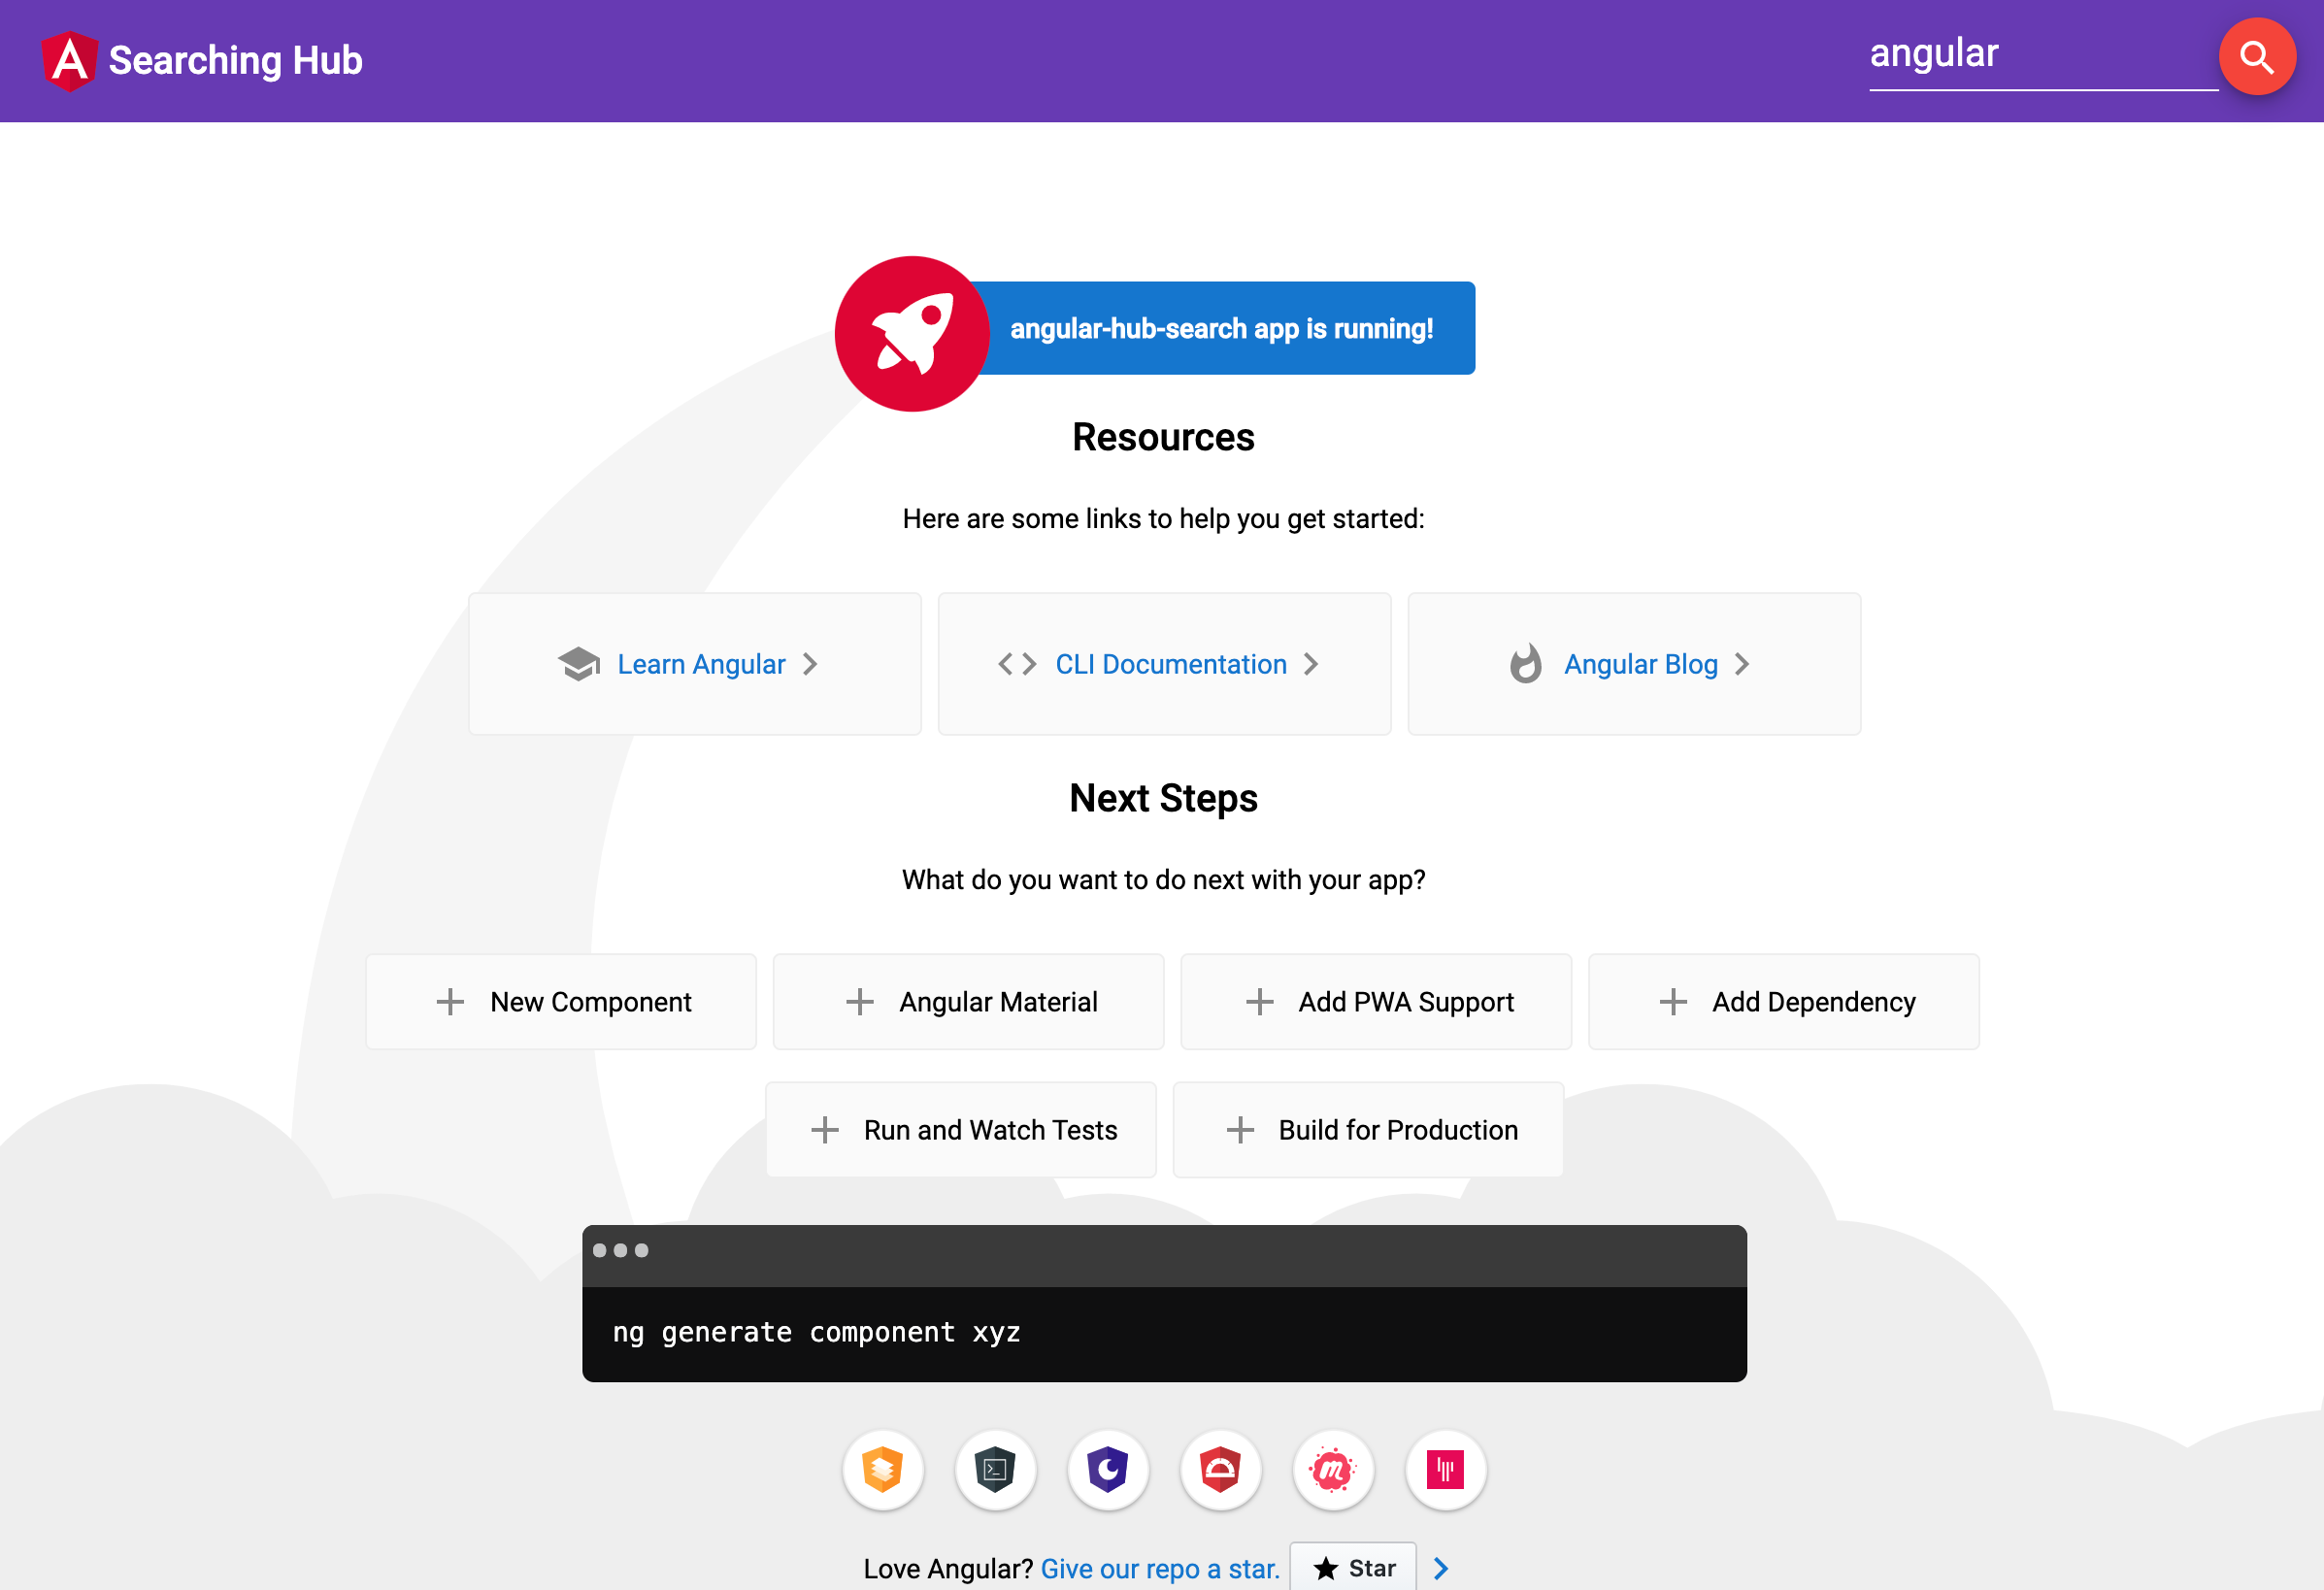 Searching Hub
angular
angular-hub-search app is running!
Resources
Here are some links to help you get started:
Learn Angular
CLI Documentation
Angular Blog
Next Steps
What do you want to do next with your app?
New Component
Angular Material
Add PWA Support
Add Dependency
Run and Watch Tests
Build for Production
ng generate component xyz
Love Angular? Give our repo a star. Star